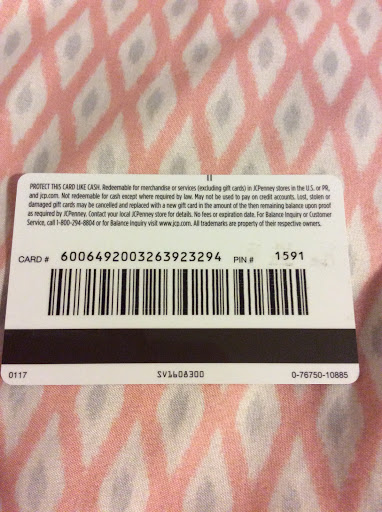 PROTECT THIS CARD LIKE CASH. Redeemable for merchandise or services (excluding gift cards) in JCPenney stores in the U.S. or PR,
and jcp.com. Not redeemable for cash except where required by law. May not be used to pay on credit accounts. Lost, stolen or
damaged gift cards may be cancelled and replaced with a new gift card in the amount of the then remaining balance upon proof
as required by JCPenney. Contact your local JCPenney store for details. No fees or expiration date. For Balance Inquiry or Customer
Service, call 1-800-294-8804 or for Balance Inquiry visit www.jcp.com. All trademarks are property of their respective owners.
CARD # 6006492003263923294 PIN # 1591
0117 SV1608300 0-76750-10885